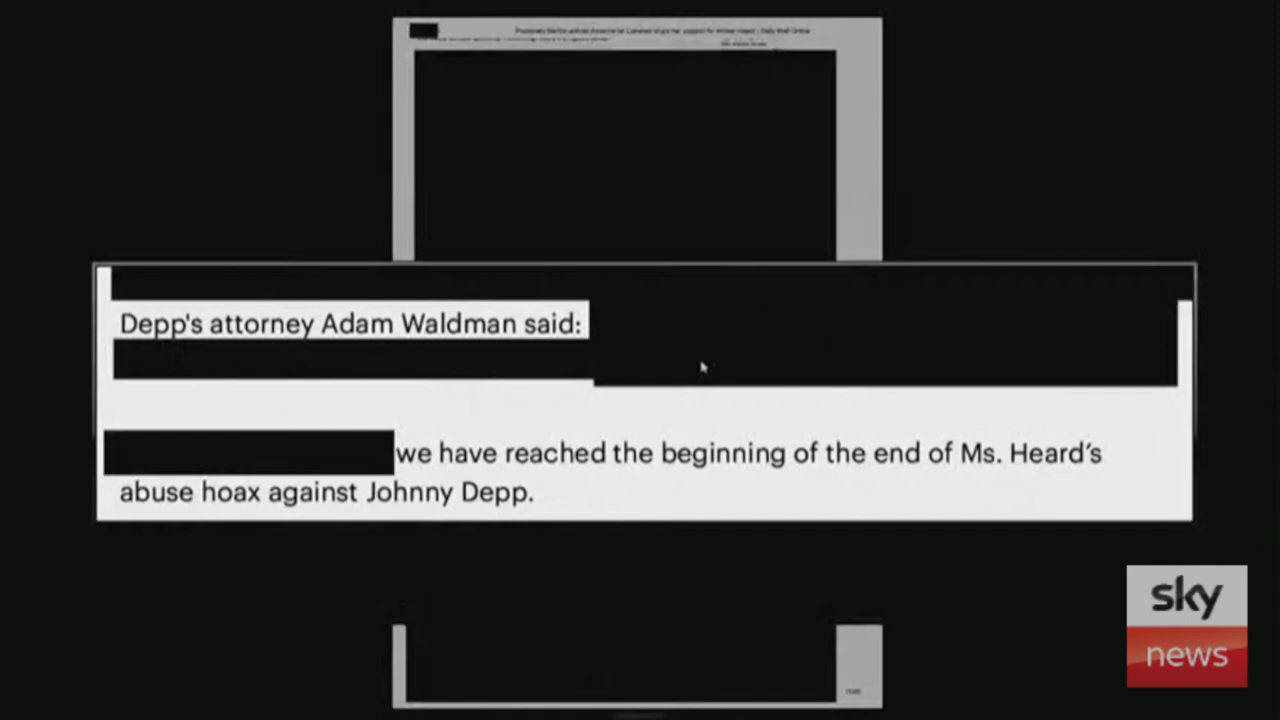 Depp's attorney Adam Waldman said:
we have reached the beginning of the end of Ms. Heard's
abuse hoax against Johnny Depp.
sky
news